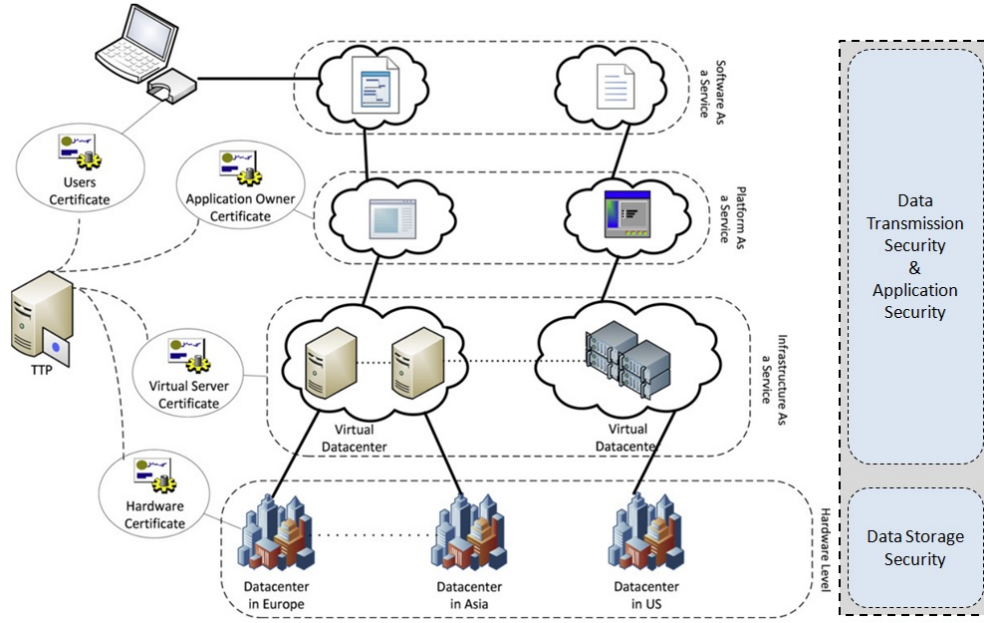 Software As
a Service
Users
Certificate
Application Owner
Certificate
Platform As
a Service
TTP
Virtual Server
Certificate
Infrastructure As
a Service
Virtual
Datacenter
Virtual
Datacenter
Hardware
Certificate
Hardware Level
Datacenter
in Europe
Datacenter
in Asia
Datacenter
in US
Data
Transmission
Security
&
Application
Security
Data Storage
Security